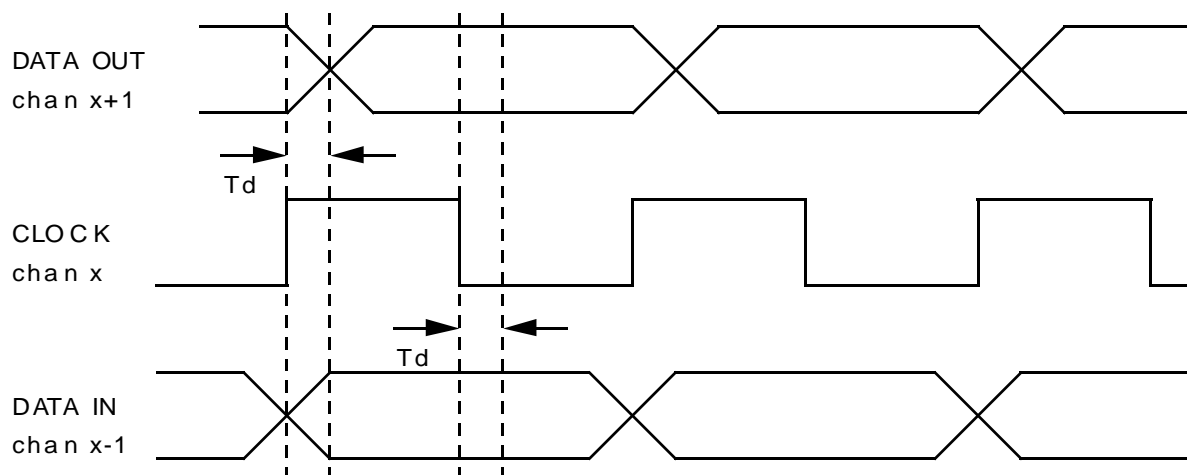 DATA OUT
chan x+1
Td
CLOCK
chan x
Td
DATA IN
chan x-1